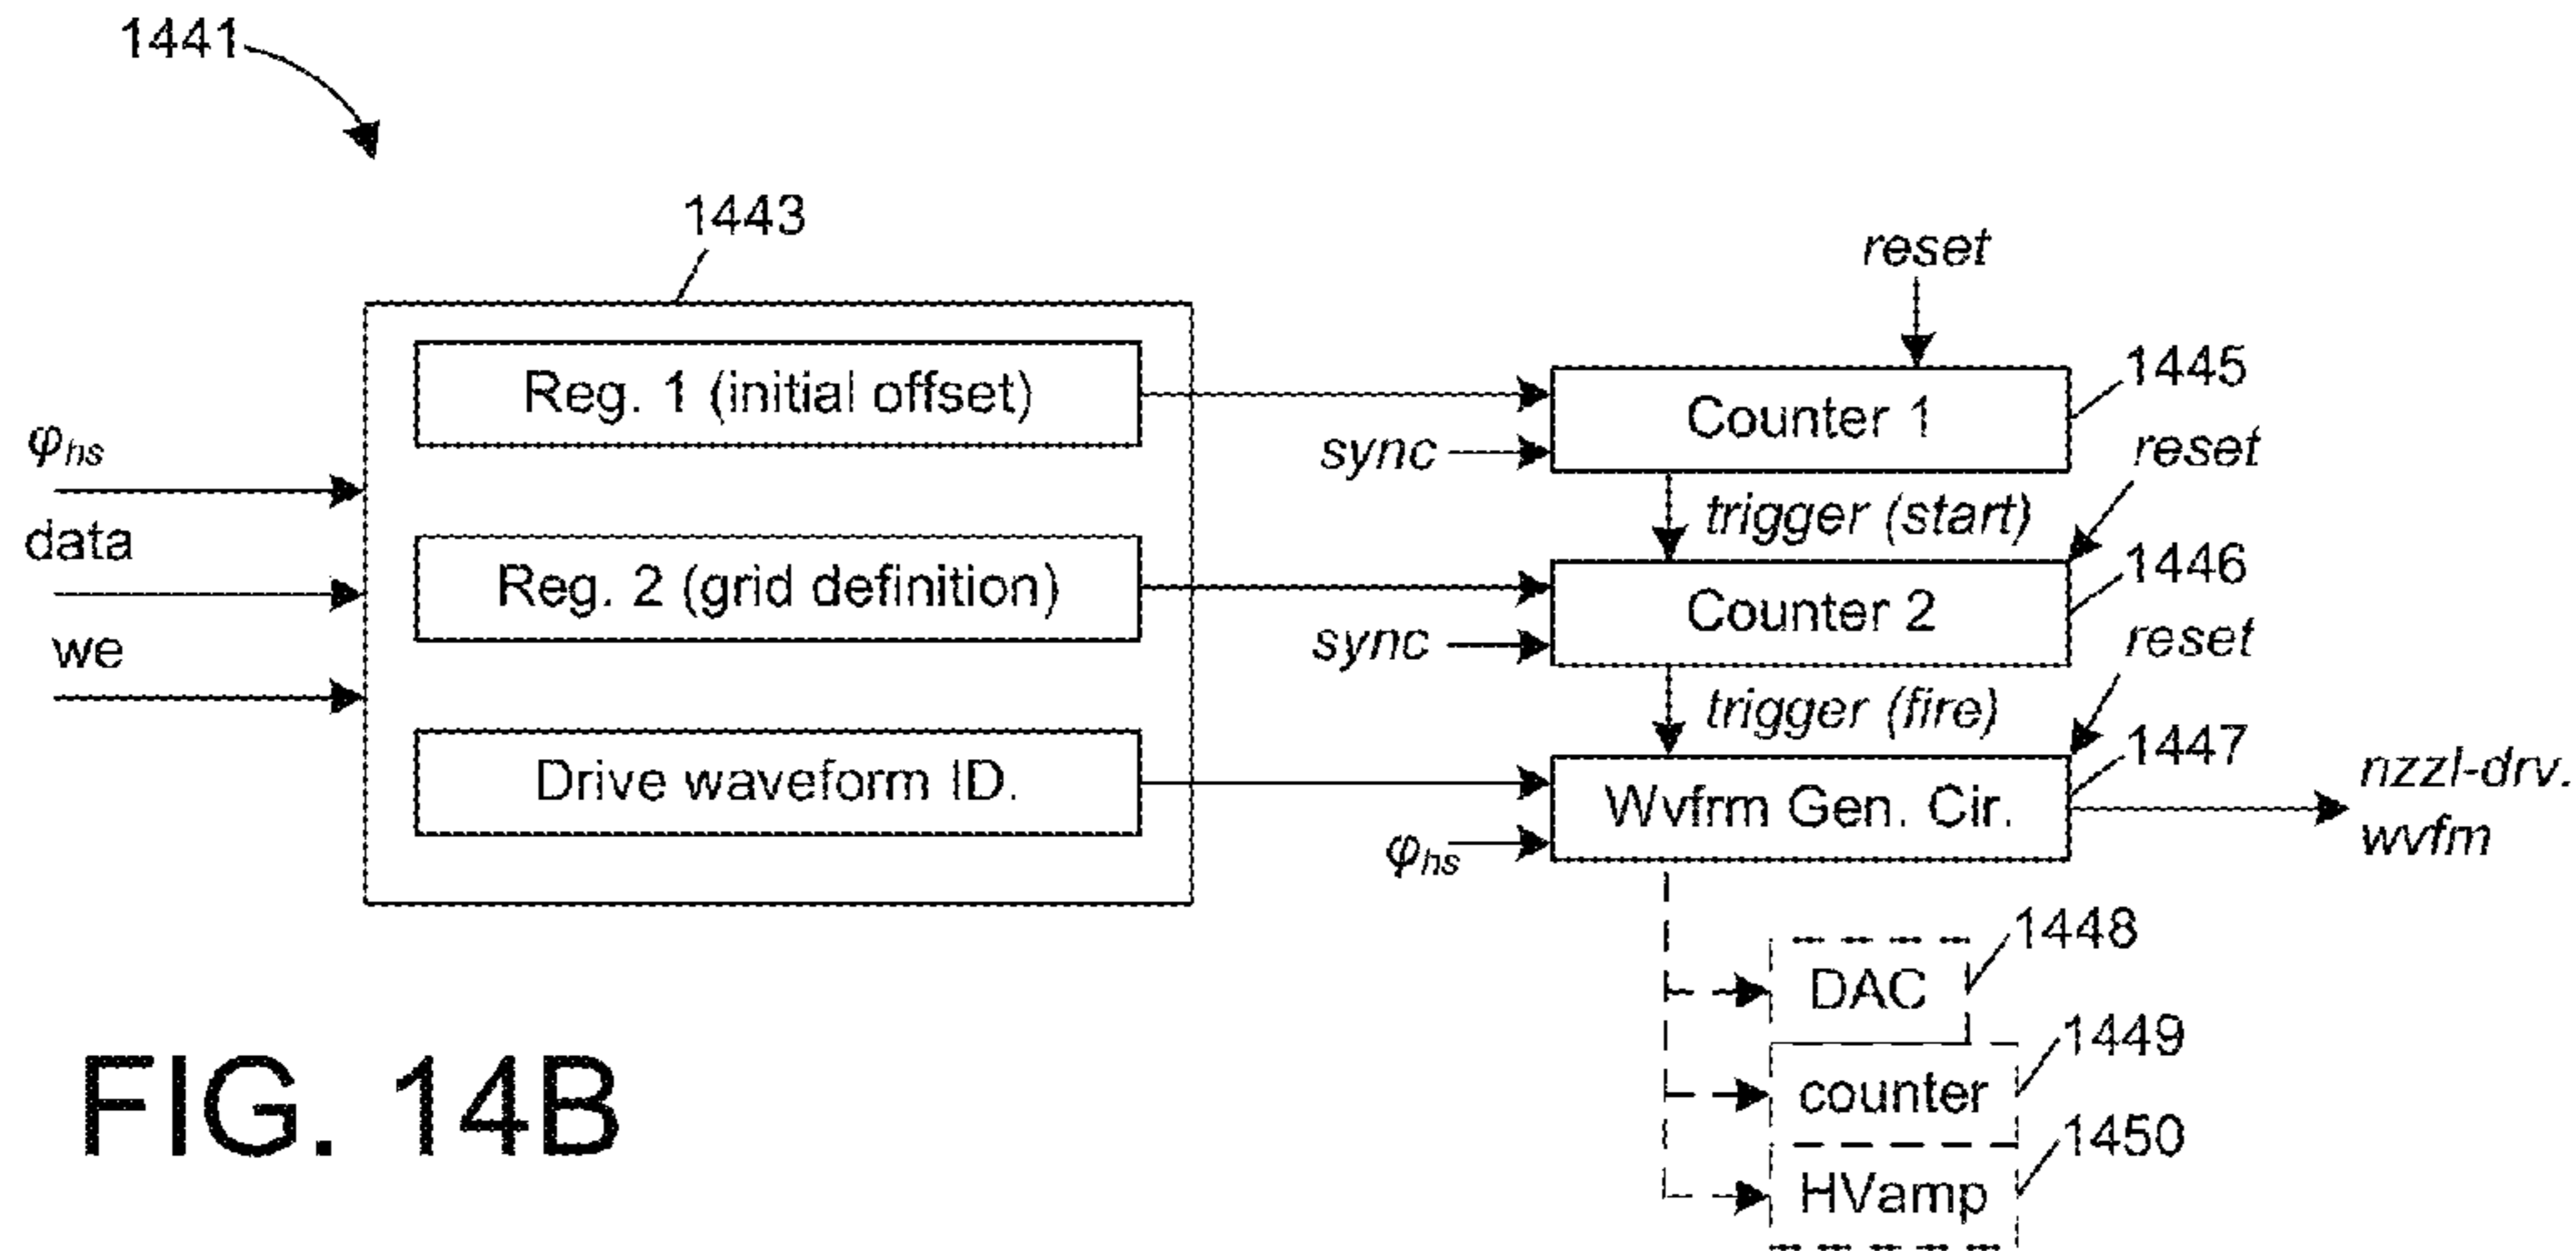 1441
1443
reset
Reg. 1 (initial offset)
1445
Counter 1
sync
reset
φhs
trigger (start)
data
1446
Reg. 2 (grid definition)
Counter 2
sync
reset
we
trigger (fire)
1447
Drive waveform ID.
Wvfrm Gen. Cir.
nzzl-drv.
wvfm
φhs
1448
DAC
1449
counter
1450
HVamp
FIG. 14B